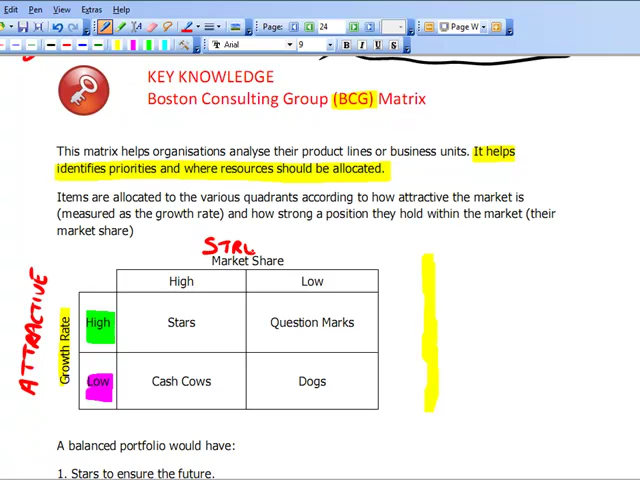 Edit Pen View Extras Help
Page: 24 Page W
Arial 9 B I U S
KEY KNOWLEDGE
Boston Consulting Group (BCG) Matrix
This matrix helps organisations analyse their product lines or business units. It helps
identifies priorities and where resources should be allocated.
Items are allocated to the various quadrants according to how attractive the market is
(measured as the growth rate) and how strong a position they hold within the market (their
market share)
STR
Market Share
High Low
ATTRACTIVE
Growth Rate
High Stars Question Marks
Low Cash Cows Dogs
A balanced portfolio would have:
1. Stars to ensure the future.